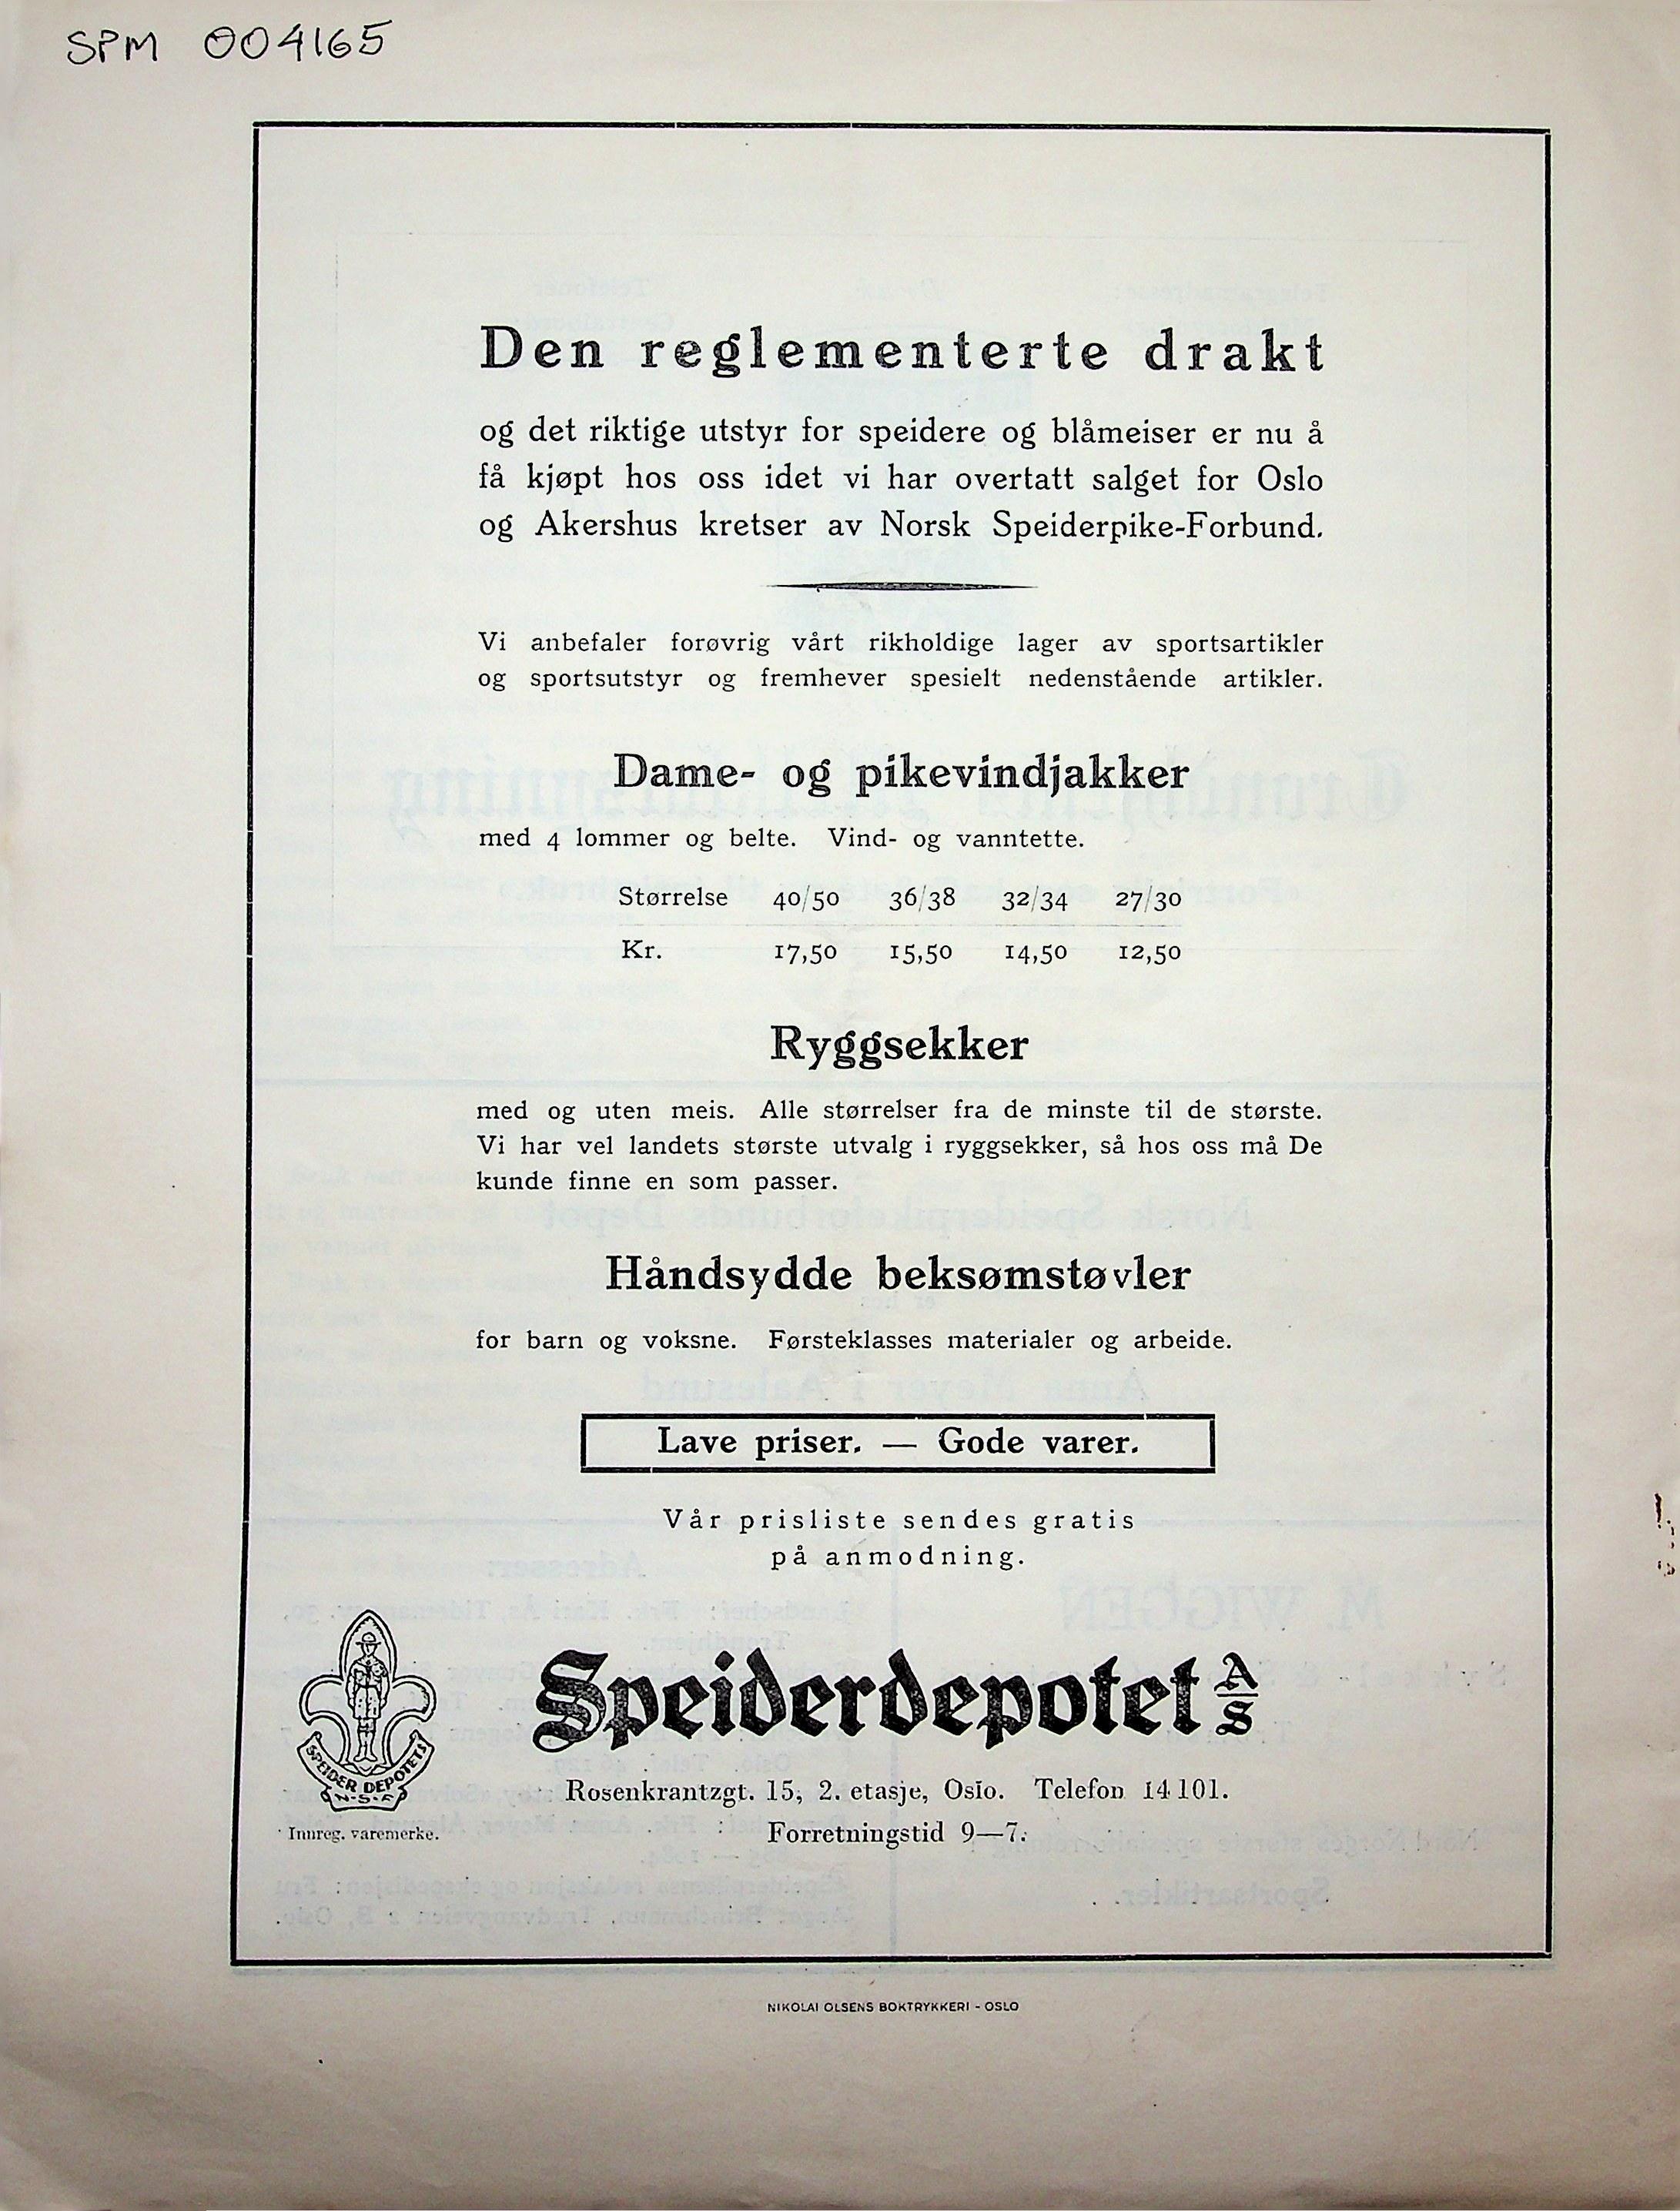 SPM 004165
Den reglementerte drakt
og det riktige utstyr for speidere og blåmeiser er nu å
få kjøpt hos oss idet vi har overtatt salget for Oslo
og Akershus kretser av Norsk Speiderpike-Forbund.
Vi anbefaler forøvrig vårt rikholdige lager av sportsartikler
og sportsutstyr og fremhever spesielt nedenstående artikler.
Dame- og pikevindjakker
med 4 lommer og belte. Vind- og vanntette.
Størrelse 40/50 36/38 32/34 27/30
Kr. 17,50 15,50 14,50 12,50
Ryggsekker
med og uten meis. Alle størrelser fra de minste til de største.
Vi har vel landets største utvalg i ryggsekker, så hos oss må De
kunde finne en som passer.
Håndsydde beksømstøvler
for barn og voksne. Førsteklasses materialer og arbeide.
Lave priser. — Gode varer.
Vår prisliste sendes gratis
på anmodning.
SPEIDER DEPOTETS
N-S-F
Innreg. varemerke.
Speiderdepotet A/S
Rosenkrantzgt. 15, 2. etasje, Oslo. Telefon 14101.
Forretningstid 9—7.
NIKOLAI OLSENS BOKTRYKKERI - OSLO